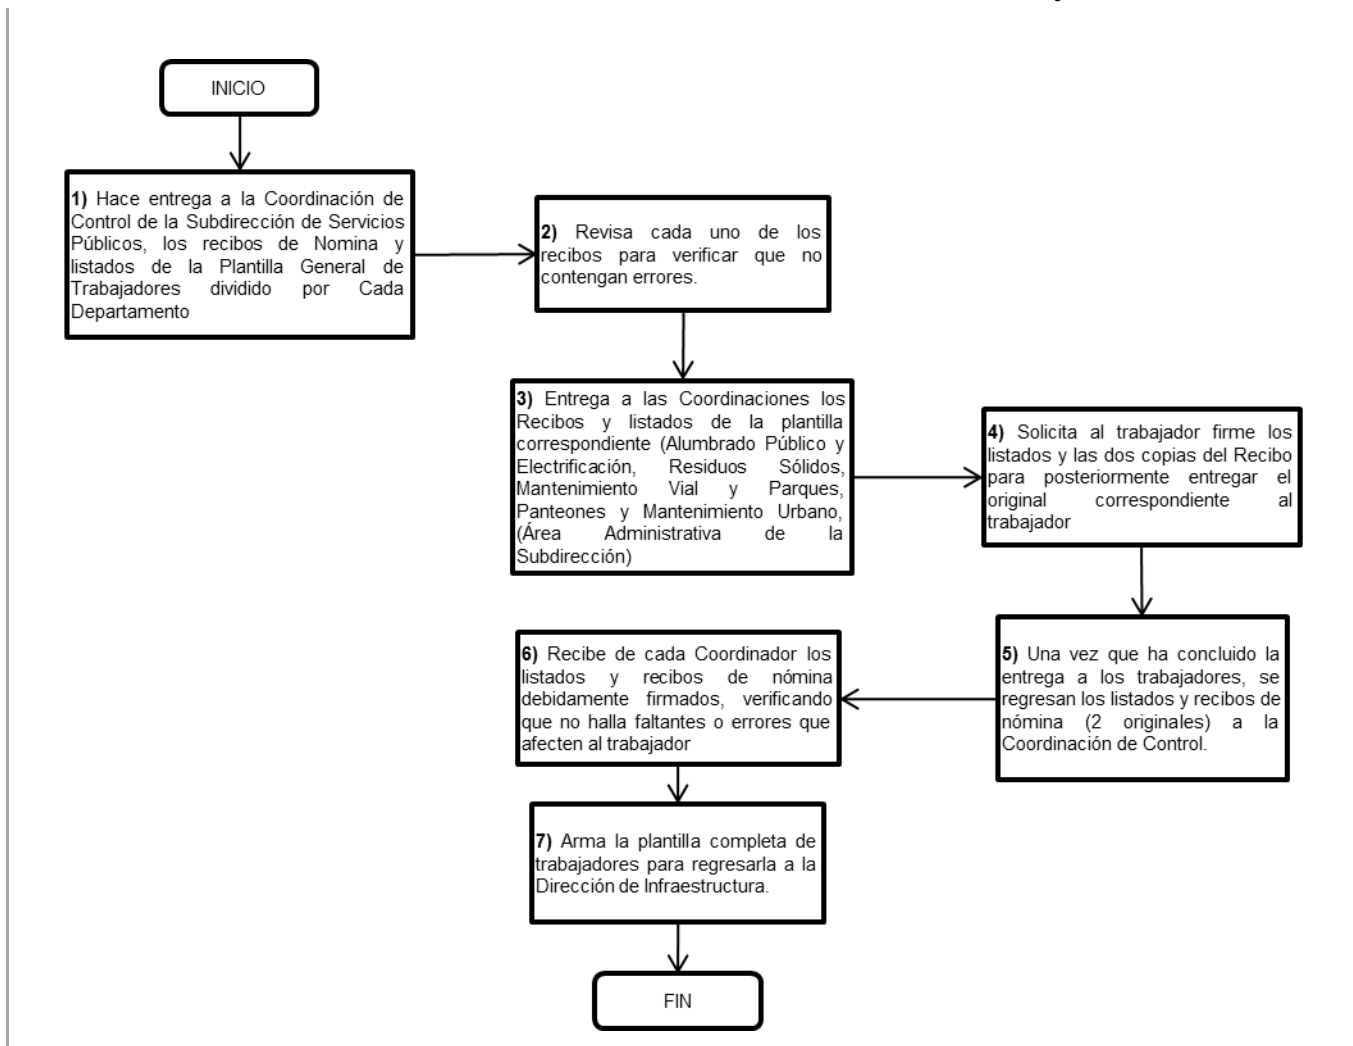 INICIO
1) Hace entrega a la Coordinación de
Control de la Subdirección de Servicios
Públicos, los recibos de Nomina y
listados de la Plantilla General de
Trabajadores dividido por Cada
Departamento
2) Revisa cada uno de los
recibos para verificar que no
contengan errores.
3) Entrega a las Coordinaciones los
Recibos y listados de la plantilla
correspondiente (Alumbrado Público y
Electrificación, Residuos Sólidos,
Mantenimiento Vial y Parques,
Panteones y Mantenimiento Urbano,
(Área Administrativa de la
Subdirección)
4) Solicita al trabajador firme los
listados y las dos copias del Recibo
para posteriormente entregar el
original correspondiente al
trabajador
5) Una vez que ha concluido la
entrega a los trabajadores, se
regresan los listados y recibos de
nómina (2 originales) a la
Coordinación de Control.
6) Recibe de cada Coordinador los
listados y recibos de nómina
debidamente firmados, verificando
que no halla faltantes o errores que
afecten al trabajador
7) Arma la plantilla completa de
trabajadores para regresarla a la
Dirección de Infraestructura.
FIN